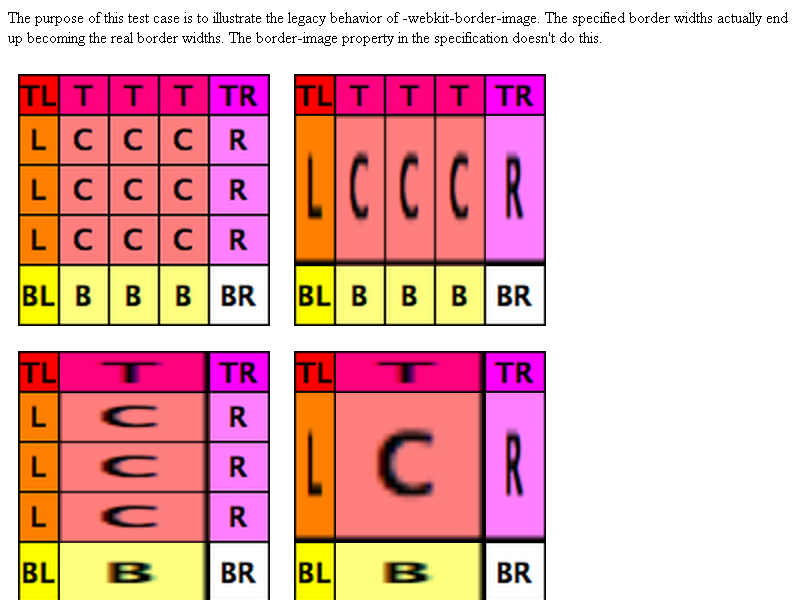 The purpose of this test case is to illustrate the legacy behavior of -webkit-border-image. The specified border widths actually end
up becoming the real border widths. The border-image property in the specification doesn't do this.
TL T T T TR TL T T T TR
L C C C R L C C C R
L C C C R
L C C C R
BL B B B BR BL B B B BR
TL T TR TL T TR
L C R L C R
L C R
L C R
BL B BR BL B BR